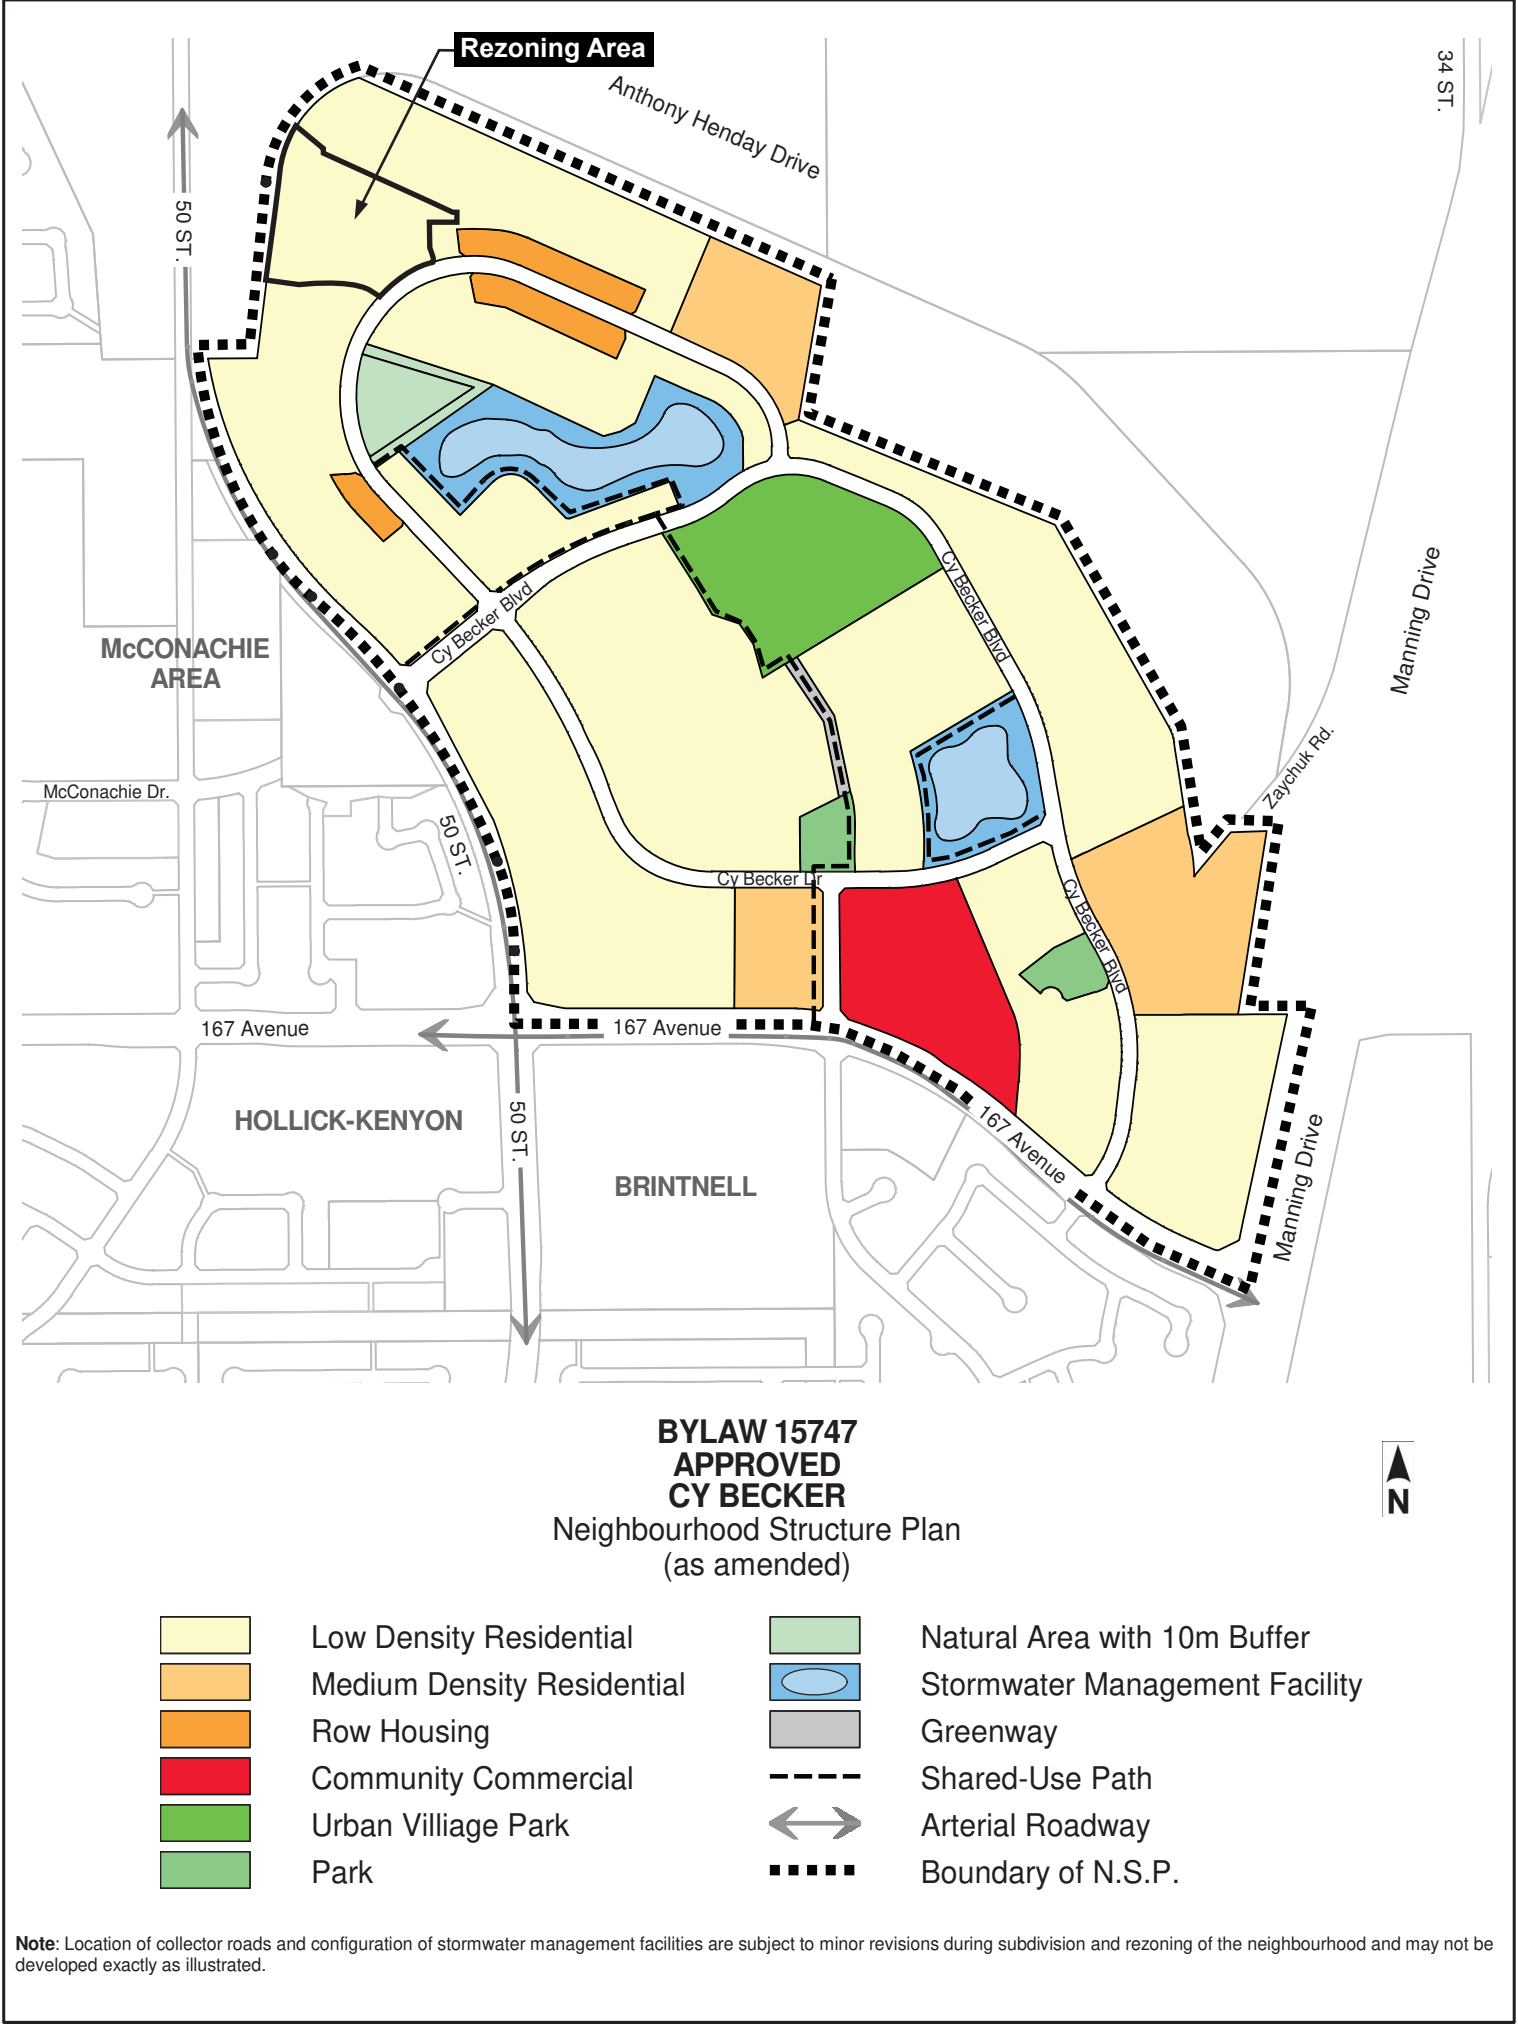 Rezoning Area
Anthony Henday Drive
34 ST.
50 ST.
Manning Drive
Cy Becker Blvd
Cy Becker Blvd
McCONACHIE
AREA
Zaychuk Rd.
McConachie Dr.
50 ST.
Cy Becker Dr
Cy Becker Blvd
167 Avenue
167 Avenue
HOLLICK-KENYON
50 ST.
167 Avenue
BRINTNELL
Manning Drive
BYLAW 15747
APPROVED
CY BECKER
Neighbourhood Structure Plan
(as amended)
N
Low Density Residential
Medium Density Residential
Row Housing
Community Commercial
Urban Villiage Park
Park
Natural Area with 10m Buffer
Stormwater Management Facility
Greenway
Shared-Use Path
Arterial Roadway
Boundary of N.S.P.
Note: Location of collector roads and configuration of stormwater management facilities are subject to minor revisions during subdivision and rezoning of the neighbourhood and may not be
developed exactly as illustrated.